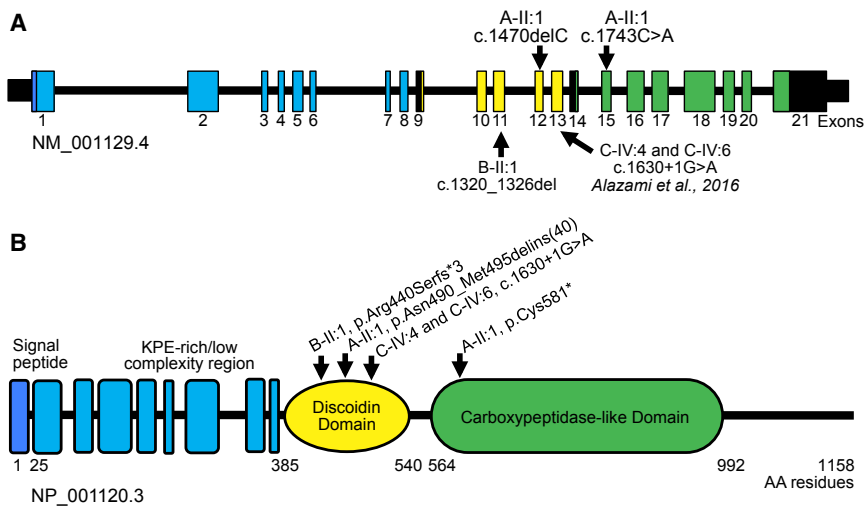 A
A-II:1
c.1470delC
A-II:1
c.1743C>A
1 2 3 4 5 6 7 8 9 10 11 12 13 14 15 16 17 18 19 20 21 Exons
NM_001129.4
B-II:1
c.1320_1326del
C-IV:4 and C-IV:6
c.1630+1G>A
Alazami et al., 2016
B
B-II:1, p.Arg440Serfs*3
A-II:1, p.Asn490_Met495delins(40)
C-IV:4 and C-IV:6, c.1630+1G>A
A-II:1, p.Cys581*
Signal
peptide
KPE-rich/low
complexity region
Discoidin
Domain
Carboxypeptidase-like Domain
1 25 385 540 564 992 1158
AA residues
NP_001120.3